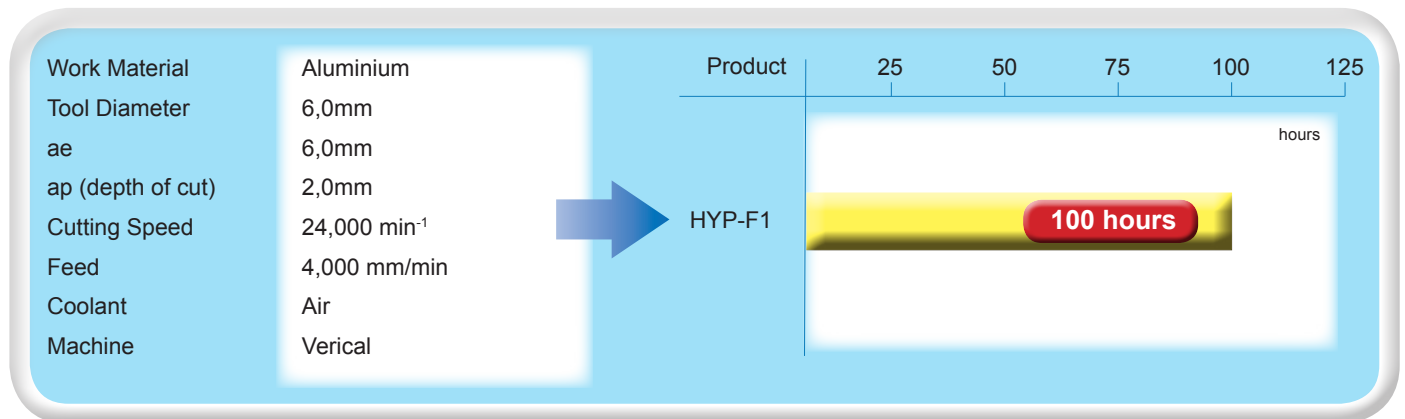 Work Material Aluminium
Tool Diameter 6,0mm
ae 6,0mm
ap (depth of cut) 2,0mm
Cutting Speed 24,000 min⁻¹
Feed 4,000 mm/min
Coolant Air
Machine Verical
Product 25 50 75 100 125
hours
HYP-F1 100 hours